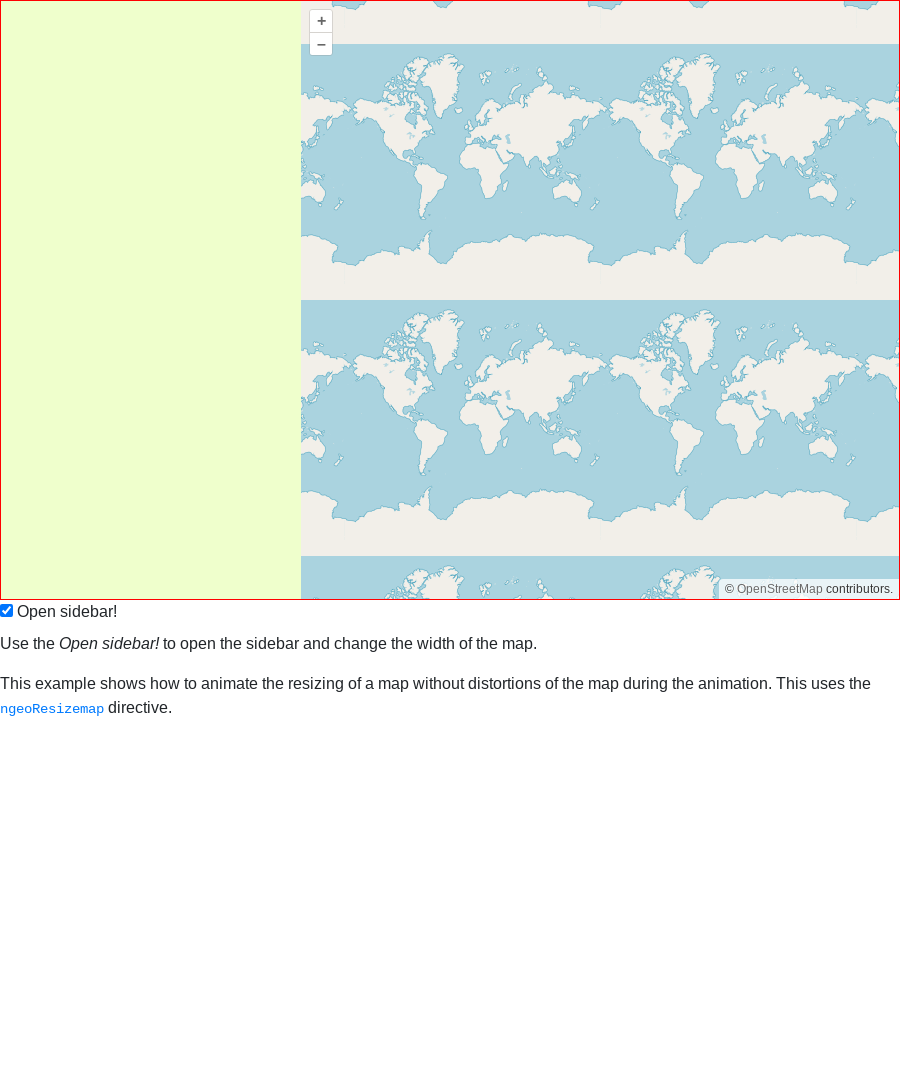 +
−
© OpenStreetMap contributors.
Open sidebar!
Use the Open sidebar! to open the sidebar and change the width of the map.
This example shows how to animate the resizing of a map without distortions of the map during the animation. This uses the
ngeoResizemap directive.